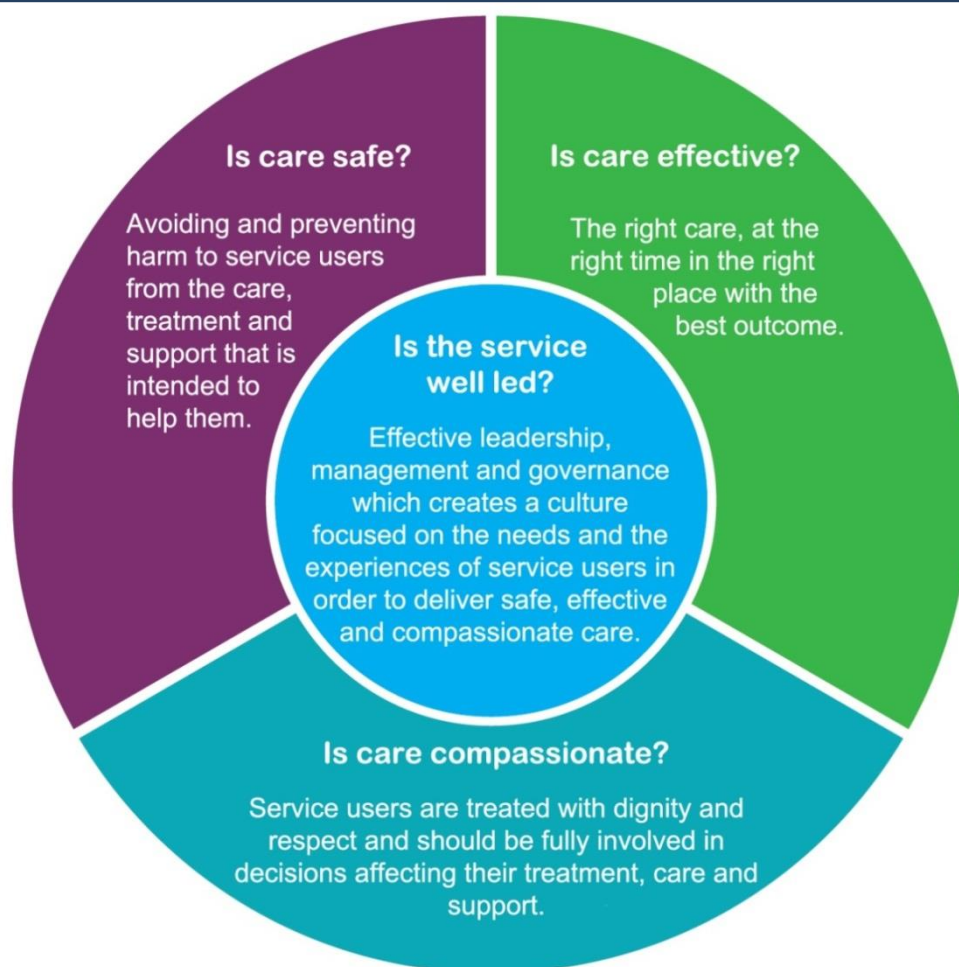 Is care safe?
Avoiding and preventing
harm to service users
from the care,
treatment and
support that is
intended to
help them.
Is care effective?
The right care, at the
right time in the right
place with the
best outcome.
Is the service
well led?
Effective leadership,
management and governance
which creates a culture
focused on the needs and the
experiences of service users in
order to deliver safe, effective
and compassionate care.
Is care compassionate?
Service users are treated with dignity and
respect and should be fully involved in
decisions affecting their treatment, care and
support.